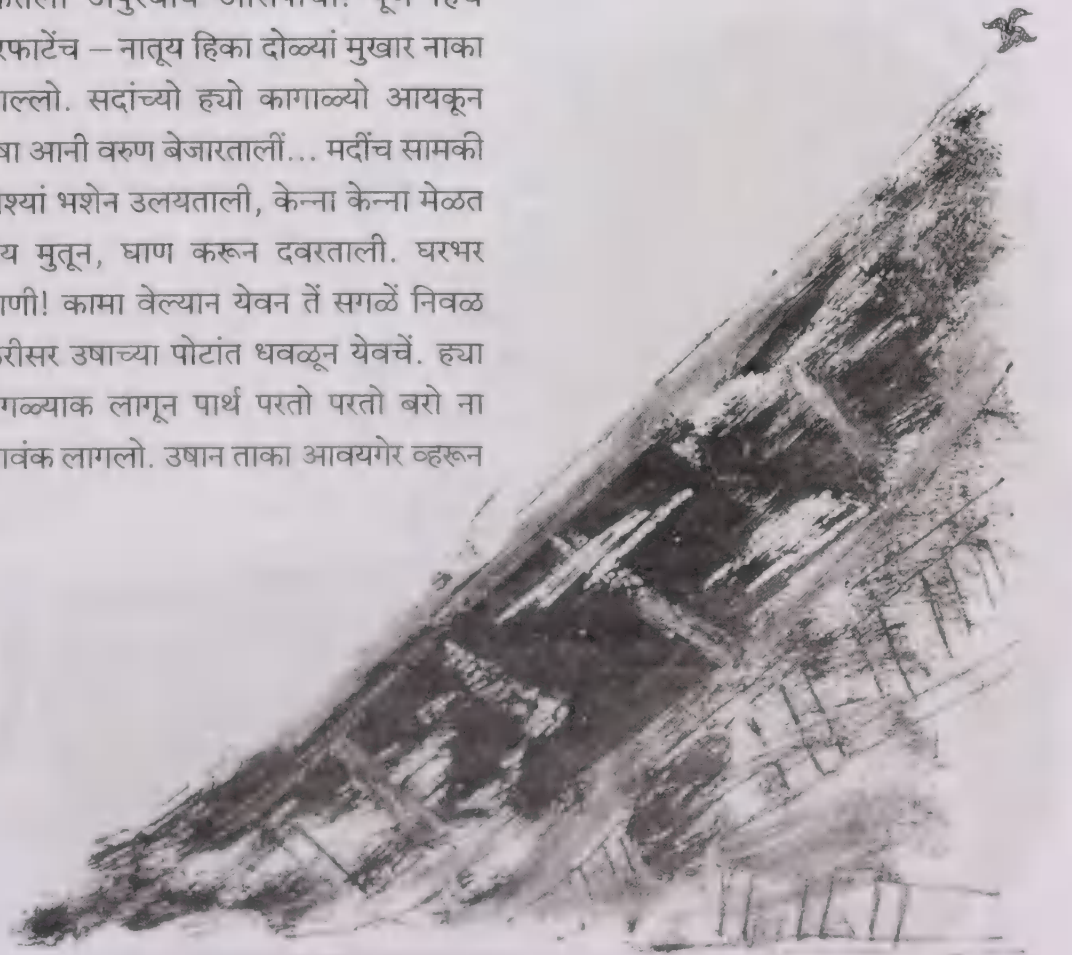 रफाटेंच – नातूय हिका दोळ्यां मुखार नाका
ाल्लो. सदांच्यो ह्यो कागाळ्यो आयकून
षा आनी वरुण बेजारतालीं... मदींच सामकी
श्यां भशेन उलयताली, केन्ना केन्ना मेळत
य मुतून, घाण करून दवरताली. घरभर
ाणी! कामा वेल्यान येवन तें सगळें निवळ
रीसर उषाच्या पोटांत धवळून येवचें. ह्या
गळ्याक लागून पार्थ परतो परतो बरो ना
ावंक लागलो. उषान ताका आवयगेर व्हरून